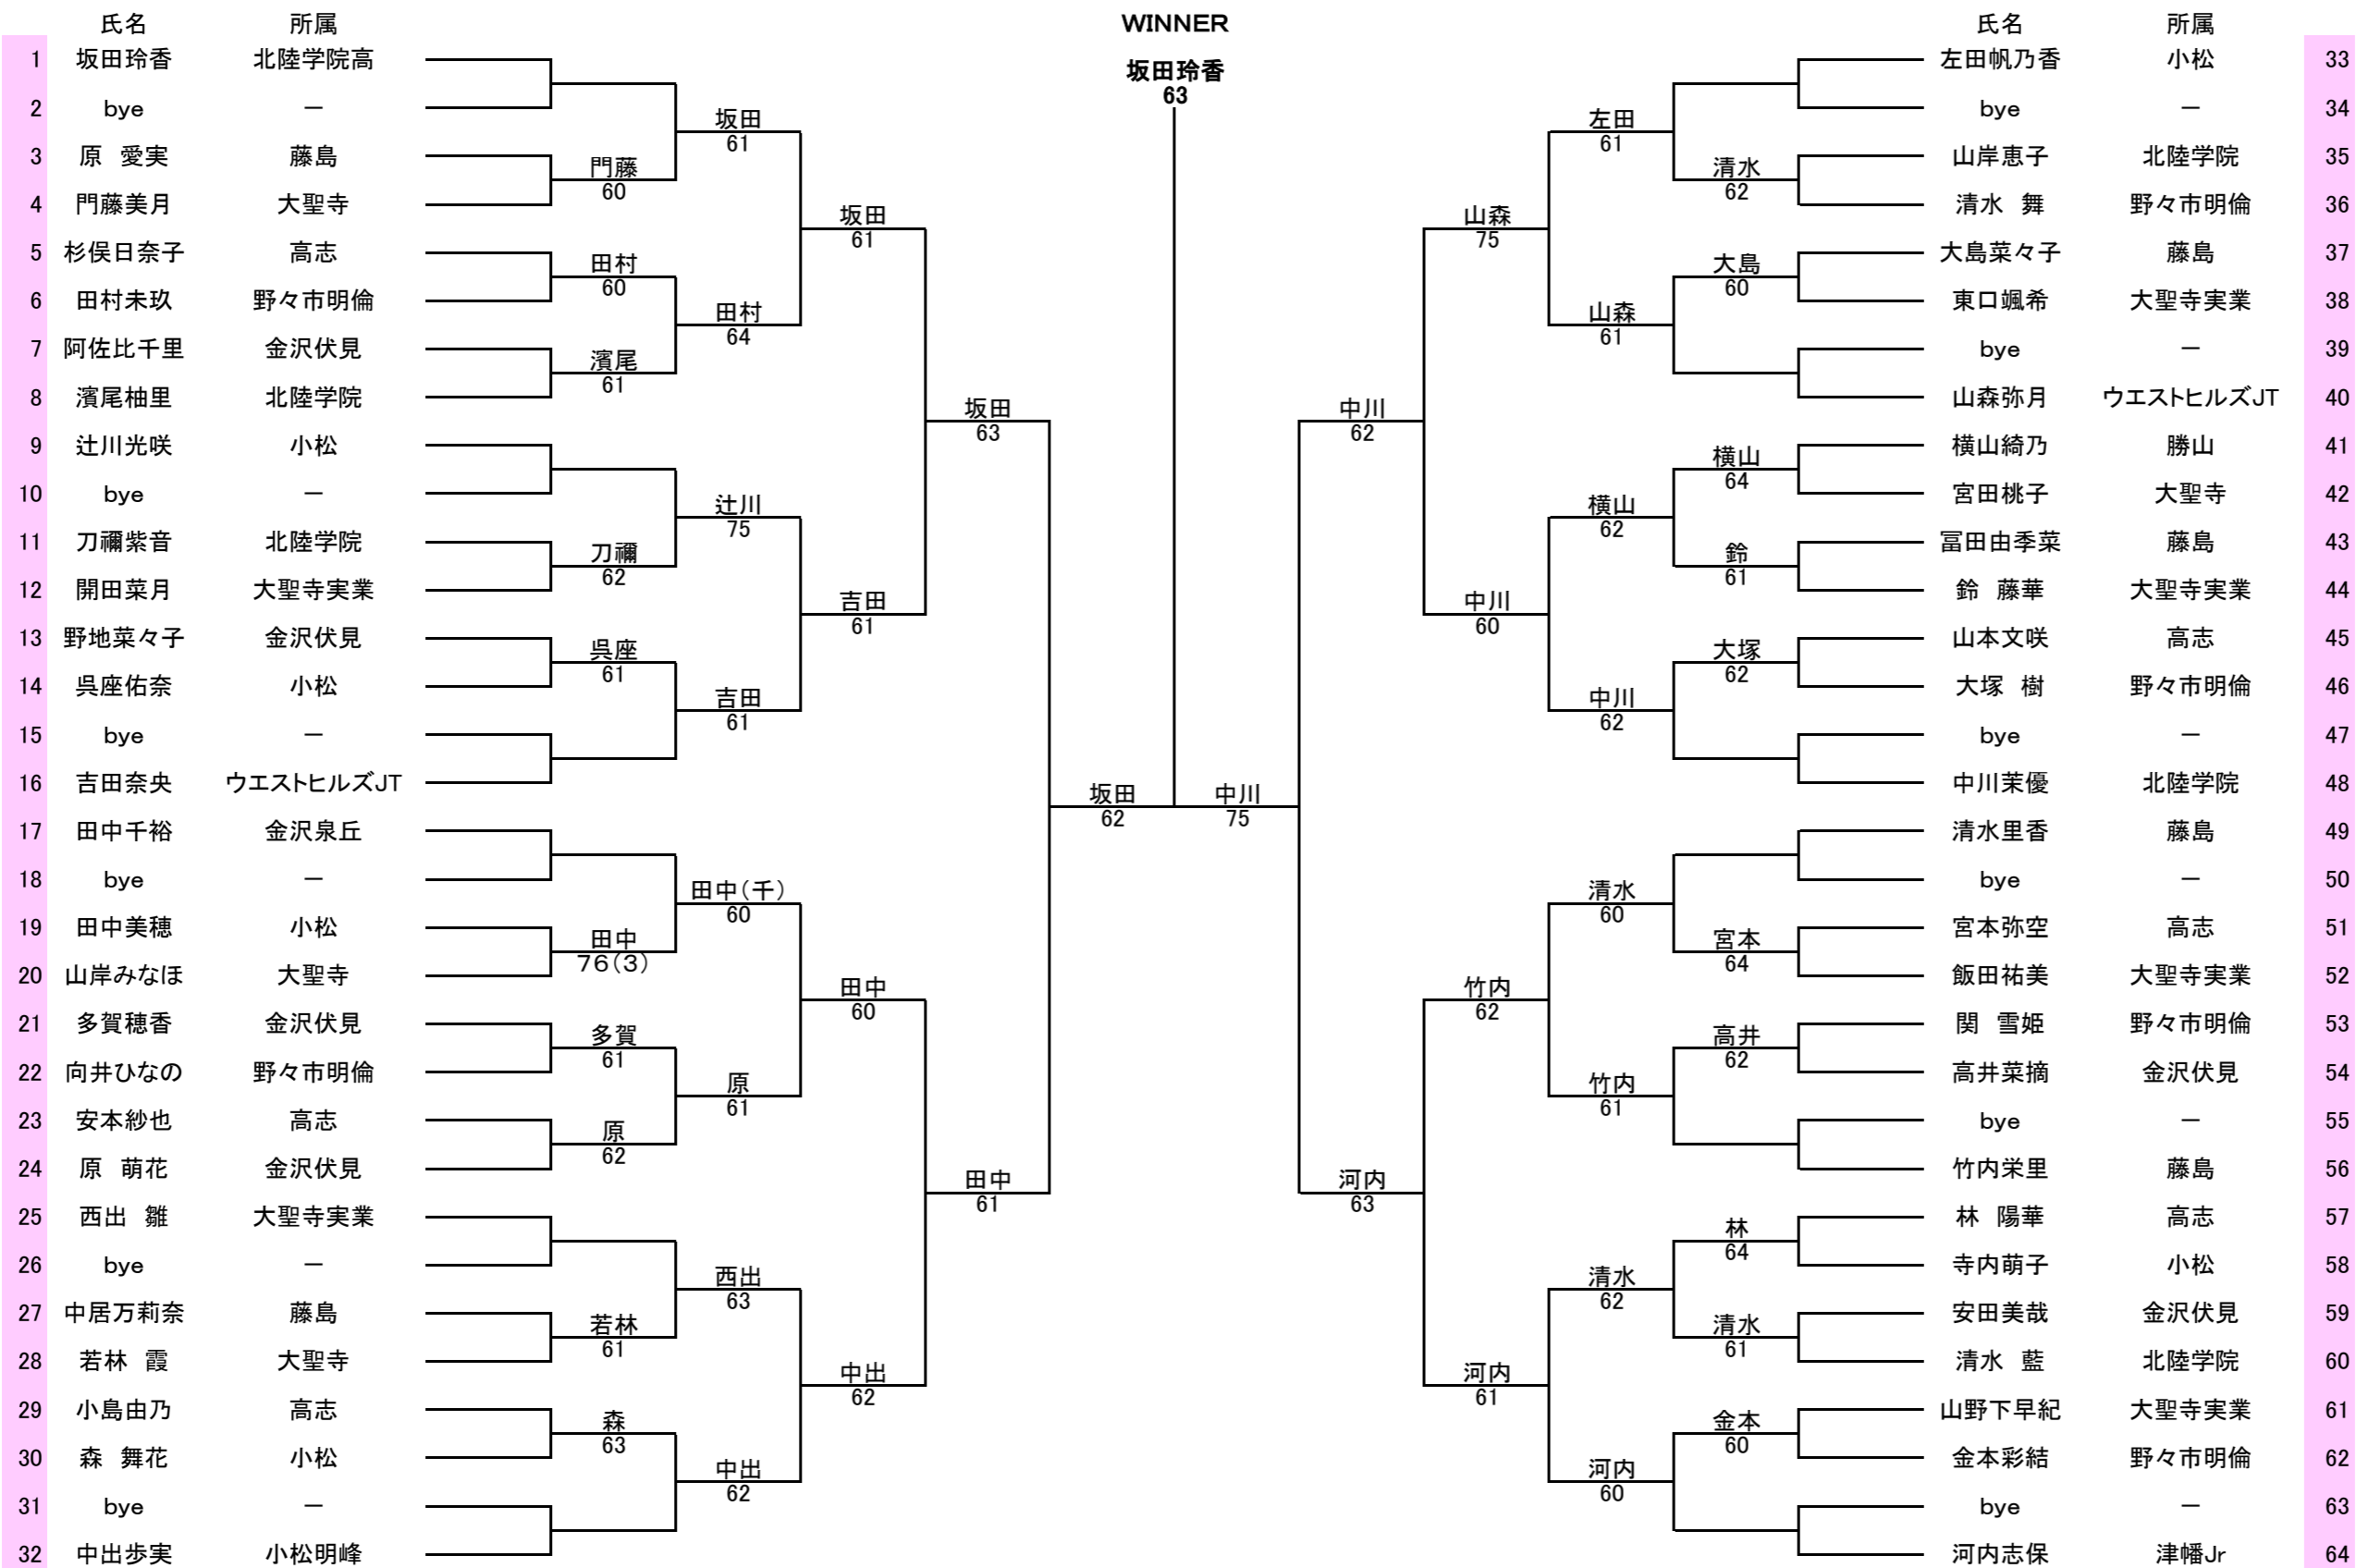 氏名 所属 WINNER 氏名 所属
1 坂田玲香 北陸学院高 坂田玲香 左田帆乃香 小松 33
63
2 bye － 坂田 左田 bye － 34
61 61
3 原 愛実 藤島 門藤 清水 山岸恵子 北陸学院 35
60 62
4 門藤美月 大聖寺 坂田 山森 清水 舞 野々市明倫 36
61 75
5 杉俣日奈子 高志 田村 大島 大島菜々子 藤島 37
60 60
6 田村未玖 野々市明倫 田村 山森 東口颯希 大聖寺実業 38
64 61
7 阿佐比千里 金沢伏見 濱尾 bye － 39
61
8 濱尾柚里 北陸学院 坂田 中川 山森弥月 ウエストヒルズJT 40
63 62
9 辻川光咲 小松 横山 横山綺乃 勝山 41
64
10 bye － 辻川 横山 宮田桃子 大聖寺 42
75 62
11 刀禰紫音 北陸学院 刀禰 鈴 冨田由季菜 藤島 43
62 61
12 開田菜月 大聖寺実業 吉田 中川 鈴 藤華 大聖寺実業 44
61 60
13 野地菜々子 金沢伏見 呉座 大塚 山本文咲 高志 45
61 62
14 呉座佑奈 小松 吉田 中川 大塚 樹 野々市明倫 46
61 62
15 bye － bye － 47
16 吉田奈央 ウエストヒルズJT 坂田 中川 中川茉優 北陸学院 48
62 75
17 田中千裕 金沢泉丘 清水里香 藤島 49
18 bye － 田中（千） 清水 bye － 50
60 60
19 田中美穂 小松 田中 宮本 宮本弥空 高志 51
７６（３） 64
20 山岸みなほ 大聖寺 田中 竹内 飯田祐美 大聖寺実業 52
60 62
21 多賀穂香 金沢伏見 多賀 高井 関 雪姫 野々市明倫 53
61 62
22 向井ひなの 野々市明倫 原 竹内 高井菜摘 金沢伏見 54
61 61
23 安本紗也 高志 原 bye － 55
62
24 原 萌花 金沢伏見 田中 河内 竹内栄里 藤島 56
61 63
25 西出 雛 大聖寺実業 林 林 陽華 高志 57
64
26 bye － 西出 清水 寺内萌子 小松 58
63 62
27 中居万莉奈 藤島 若林 清水 安田美哉 金沢伏見 59
61 61
28 若林 霞 大聖寺 中出 河内 清水 藍 北陸学院 60
62 61
29 小島由乃 高志 森 金本 山野下早紀 大聖寺実業 61
63 60
30 森 舞花 小松 中出 河内 金本彩結 野々市明倫 62
62 60
31 bye － bye － 63
32 中出歩実 小松明峰 河内志保 津幡Jr 64